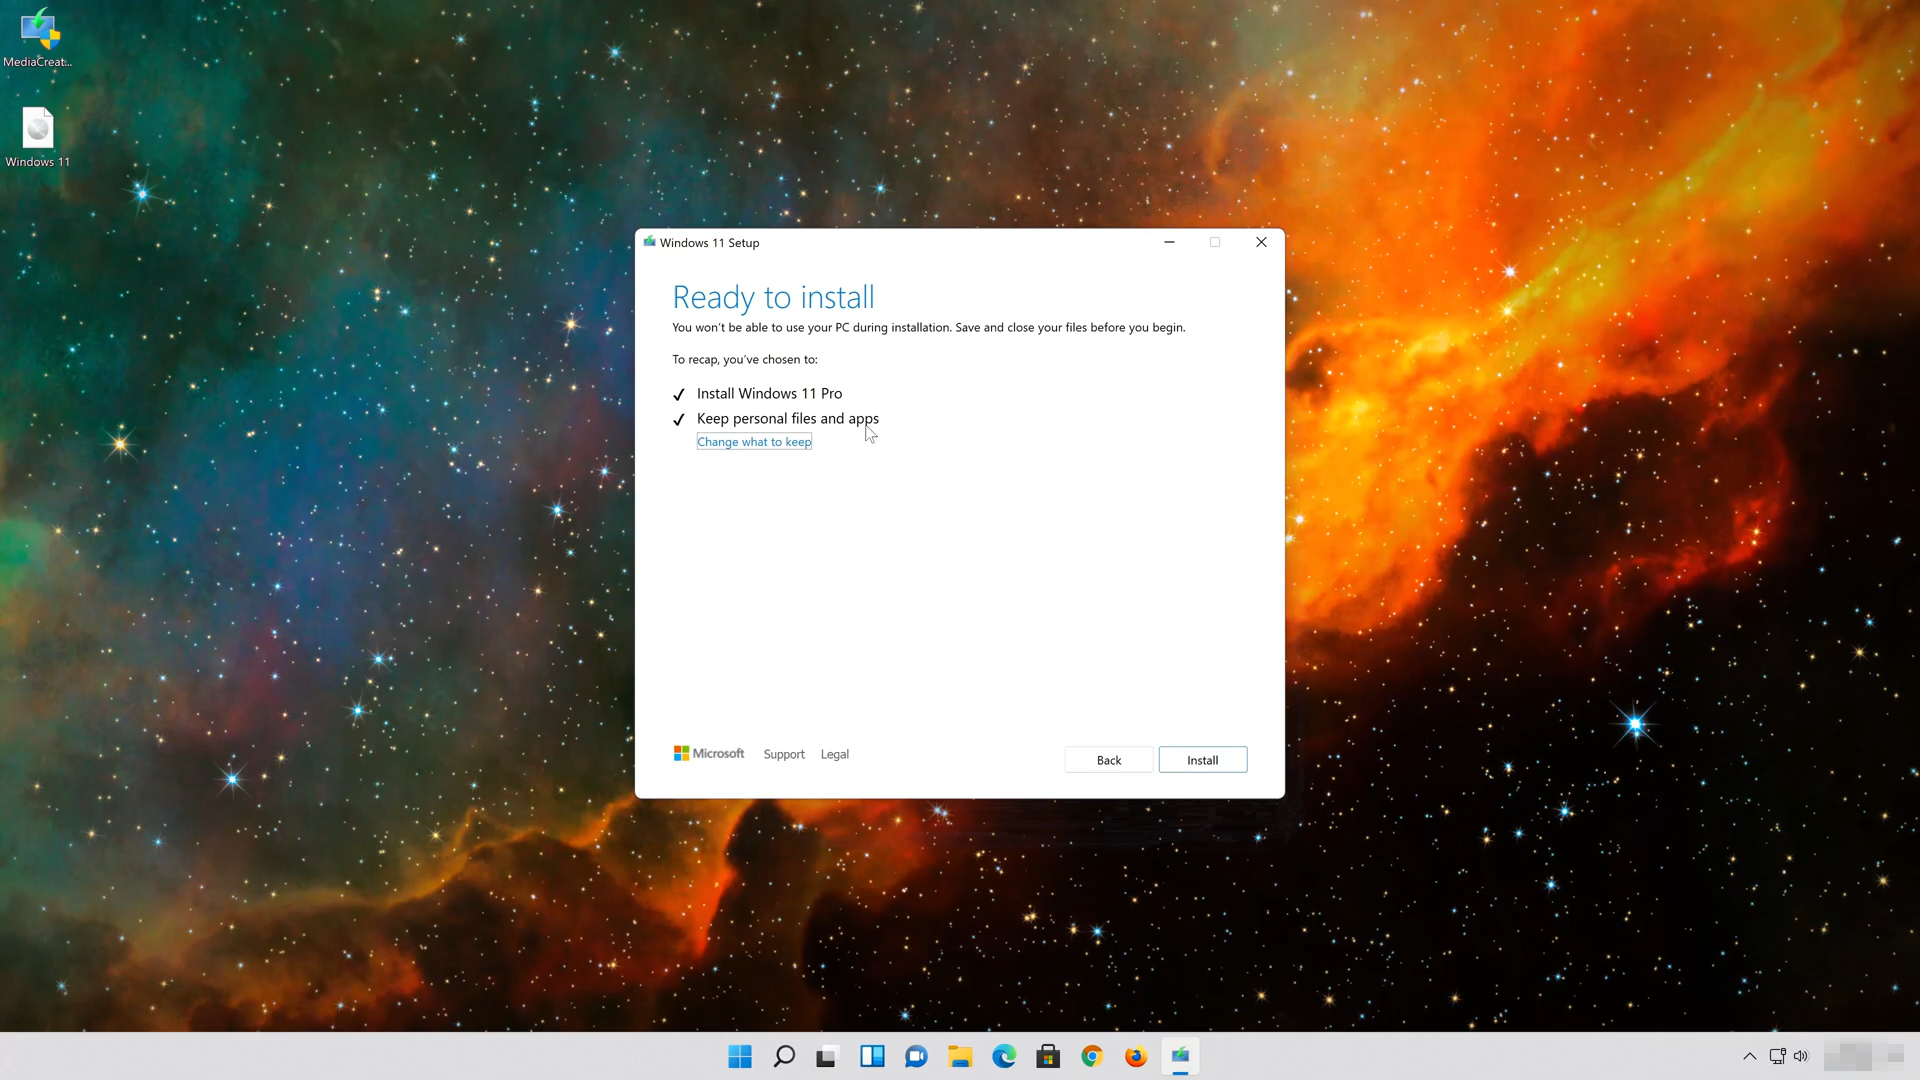 MediaCreat...
Windows 11
Windows 11 Setup
Ready to install
You won't be able to use your PC during installation. Save and close your files before you begin.
To recap, you've chosen to:
✓ Install Windows 11 Pro
✓ Keep personal files and apps
Change what to keep
Microsoft Support Legal
Back Install